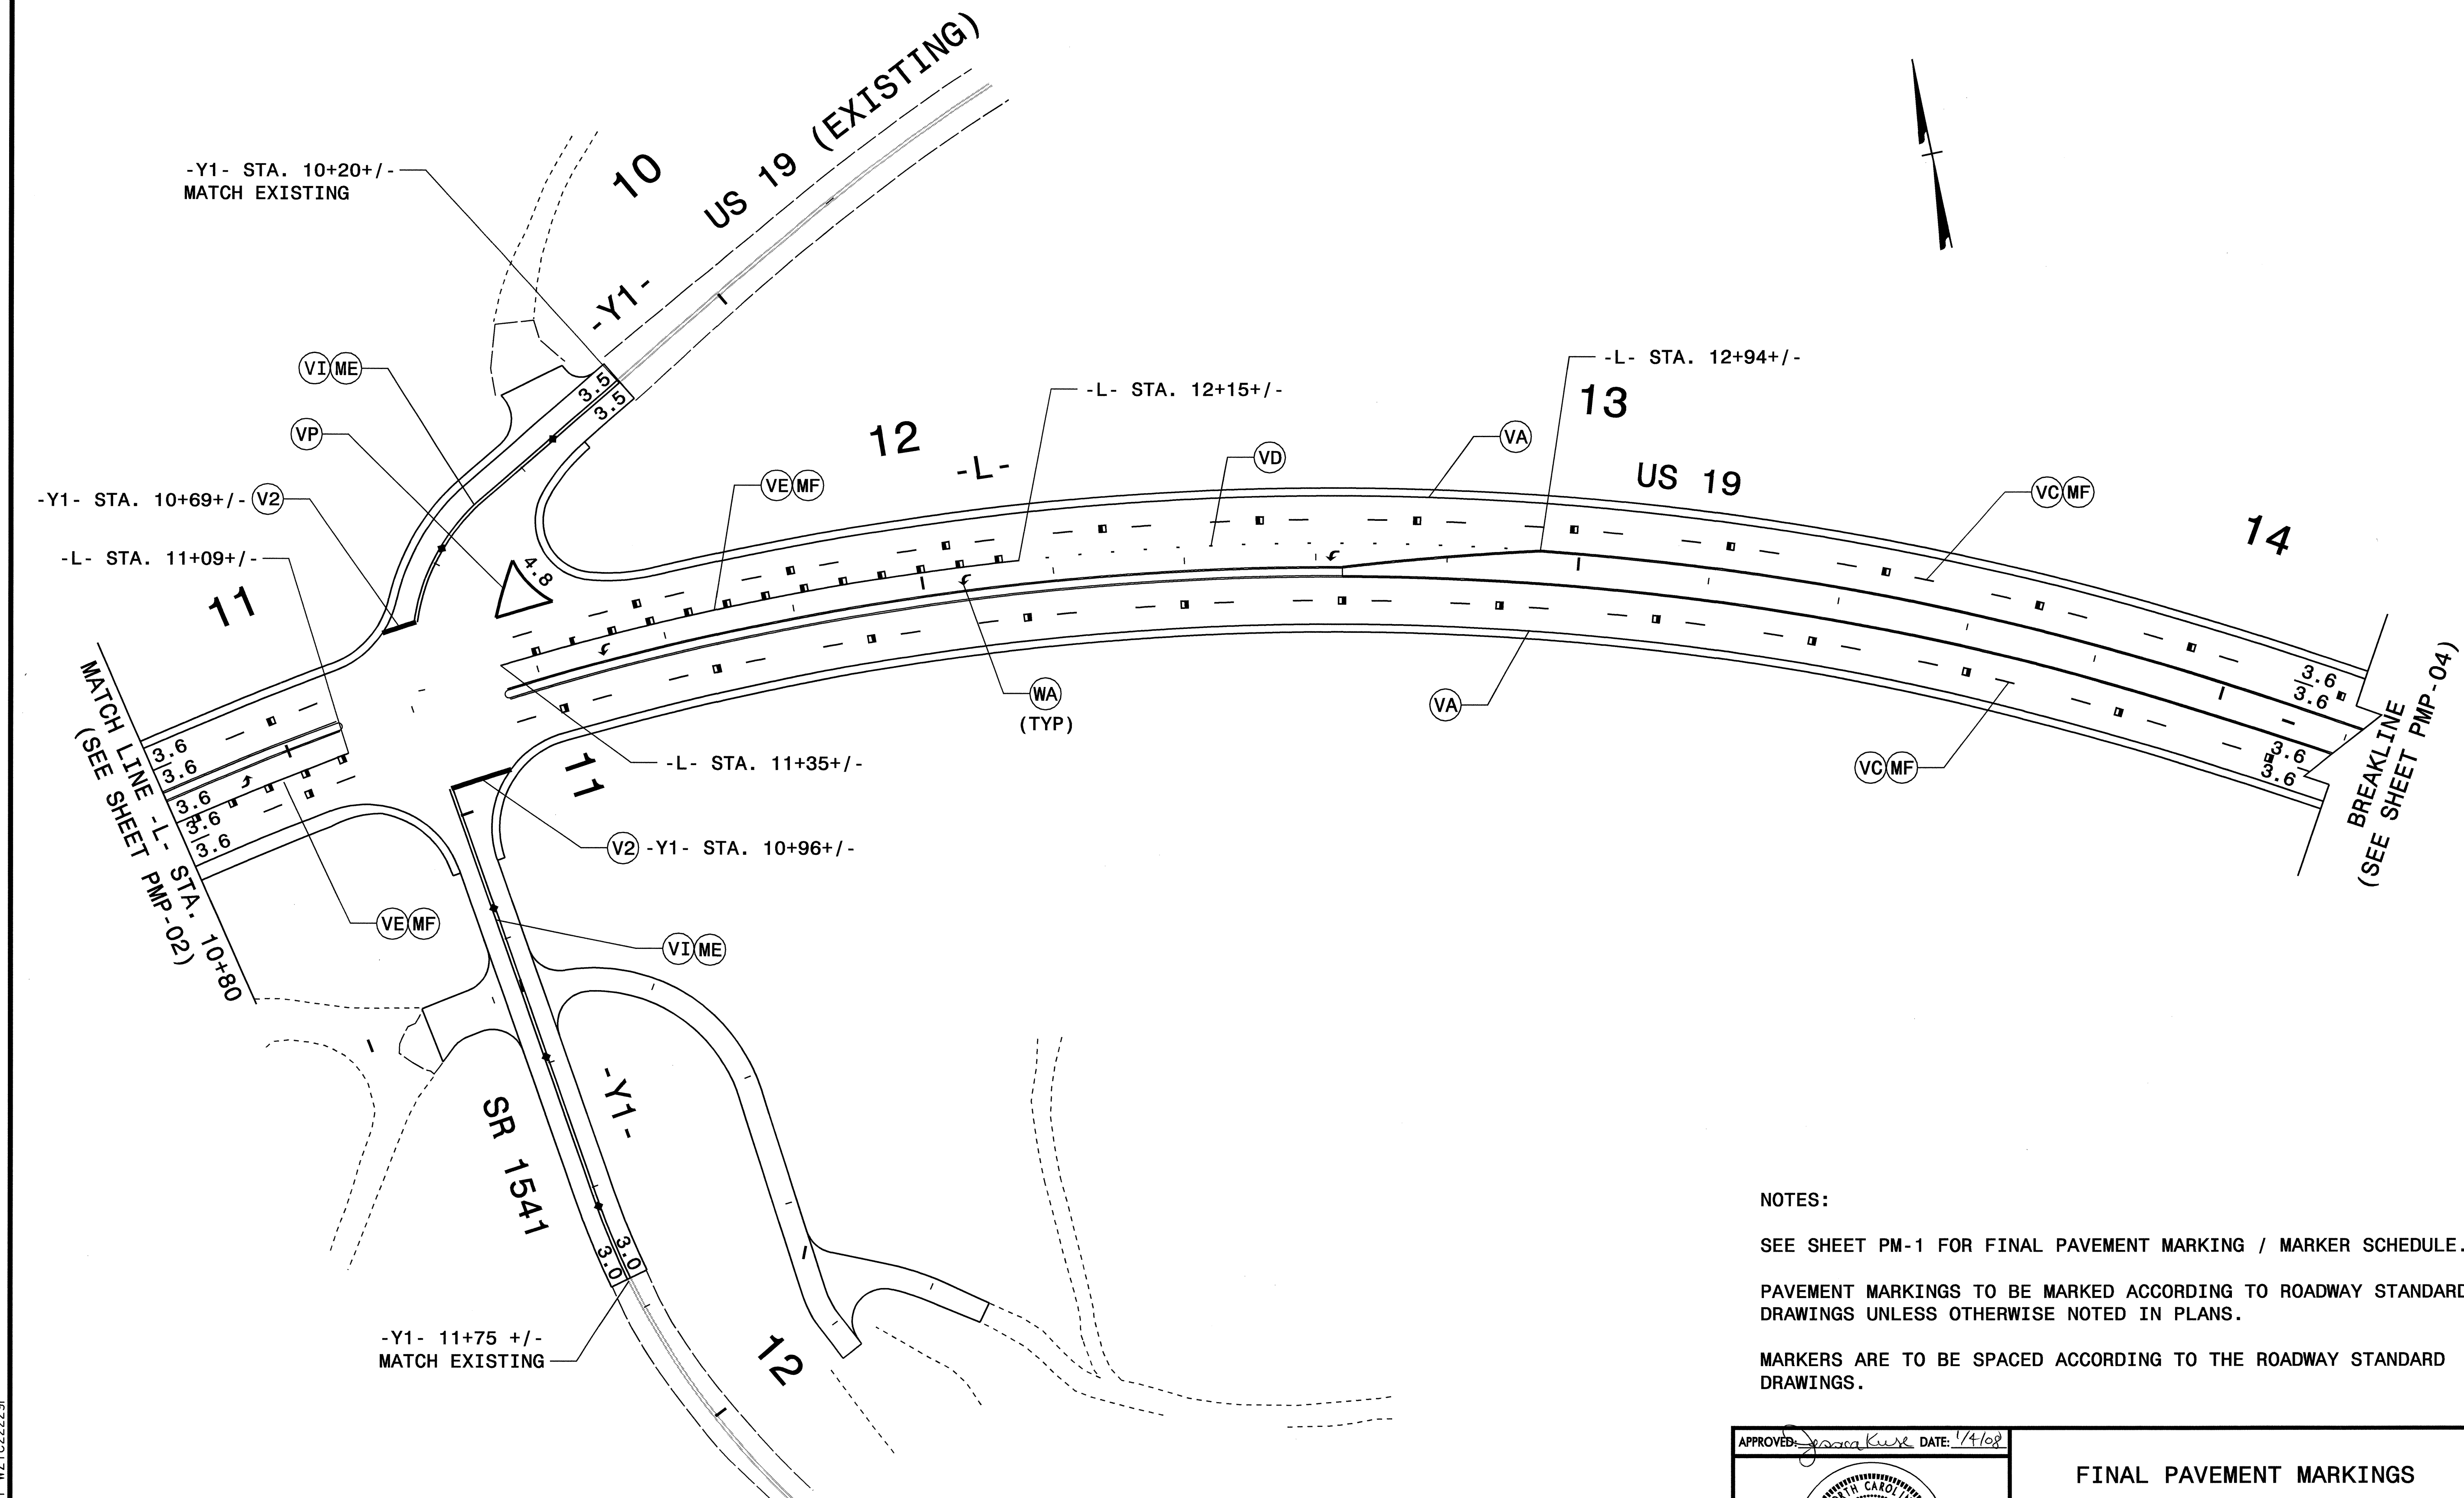 US 19 (EXISTING)
10
-Y1- STA. 10+20+/-
MATCH EXISTING
-Y1-
3.5
3.5
VI ME
VP
-Y1- STA. 10+69+/- V2
-L- STA. 11+09+/-
11
4.8
VE MF
12
-L-
-L- STA. 12+15+/-
VD
-L- STA. 12+94+/-
13
VA
US 19
VC MF
14
MATCH LINE -L- STA. 10+80
(SEE SHEET PMP-02)
3.6
3.6
3.6
3.6
3.6
WA
(TYP)
VA
VC MF
3.6
3.6
3.6
3.6
BREAKLINE
(SEE SHEET PMP-04)
-L- STA. 11+35+/-
11
V2 -Y1- STA. 10+96+/-
VE MF
VI ME
SR 1541
-Y1-
3.0
3.0
-Y1- 11+75 +/-
MATCH EXISTING
12
NOTES:
SEE SHEET PM-1 FOR FINAL PAVEMENT MARKING / MARKER SCHEDULE.
PAVEMENT MARKINGS TO BE MARKED ACCORDING TO ROADWAY STANDARD
DRAWINGS UNLESS OTHERWISE NOTED IN PLANS.
MARKERS ARE TO BE SPACED ACCORDING TO THE ROADWAY STANDARD
DRAWINGS.
APPROVED: DATE: 1/4/08
FINAL PAVEMENT MARKINGS